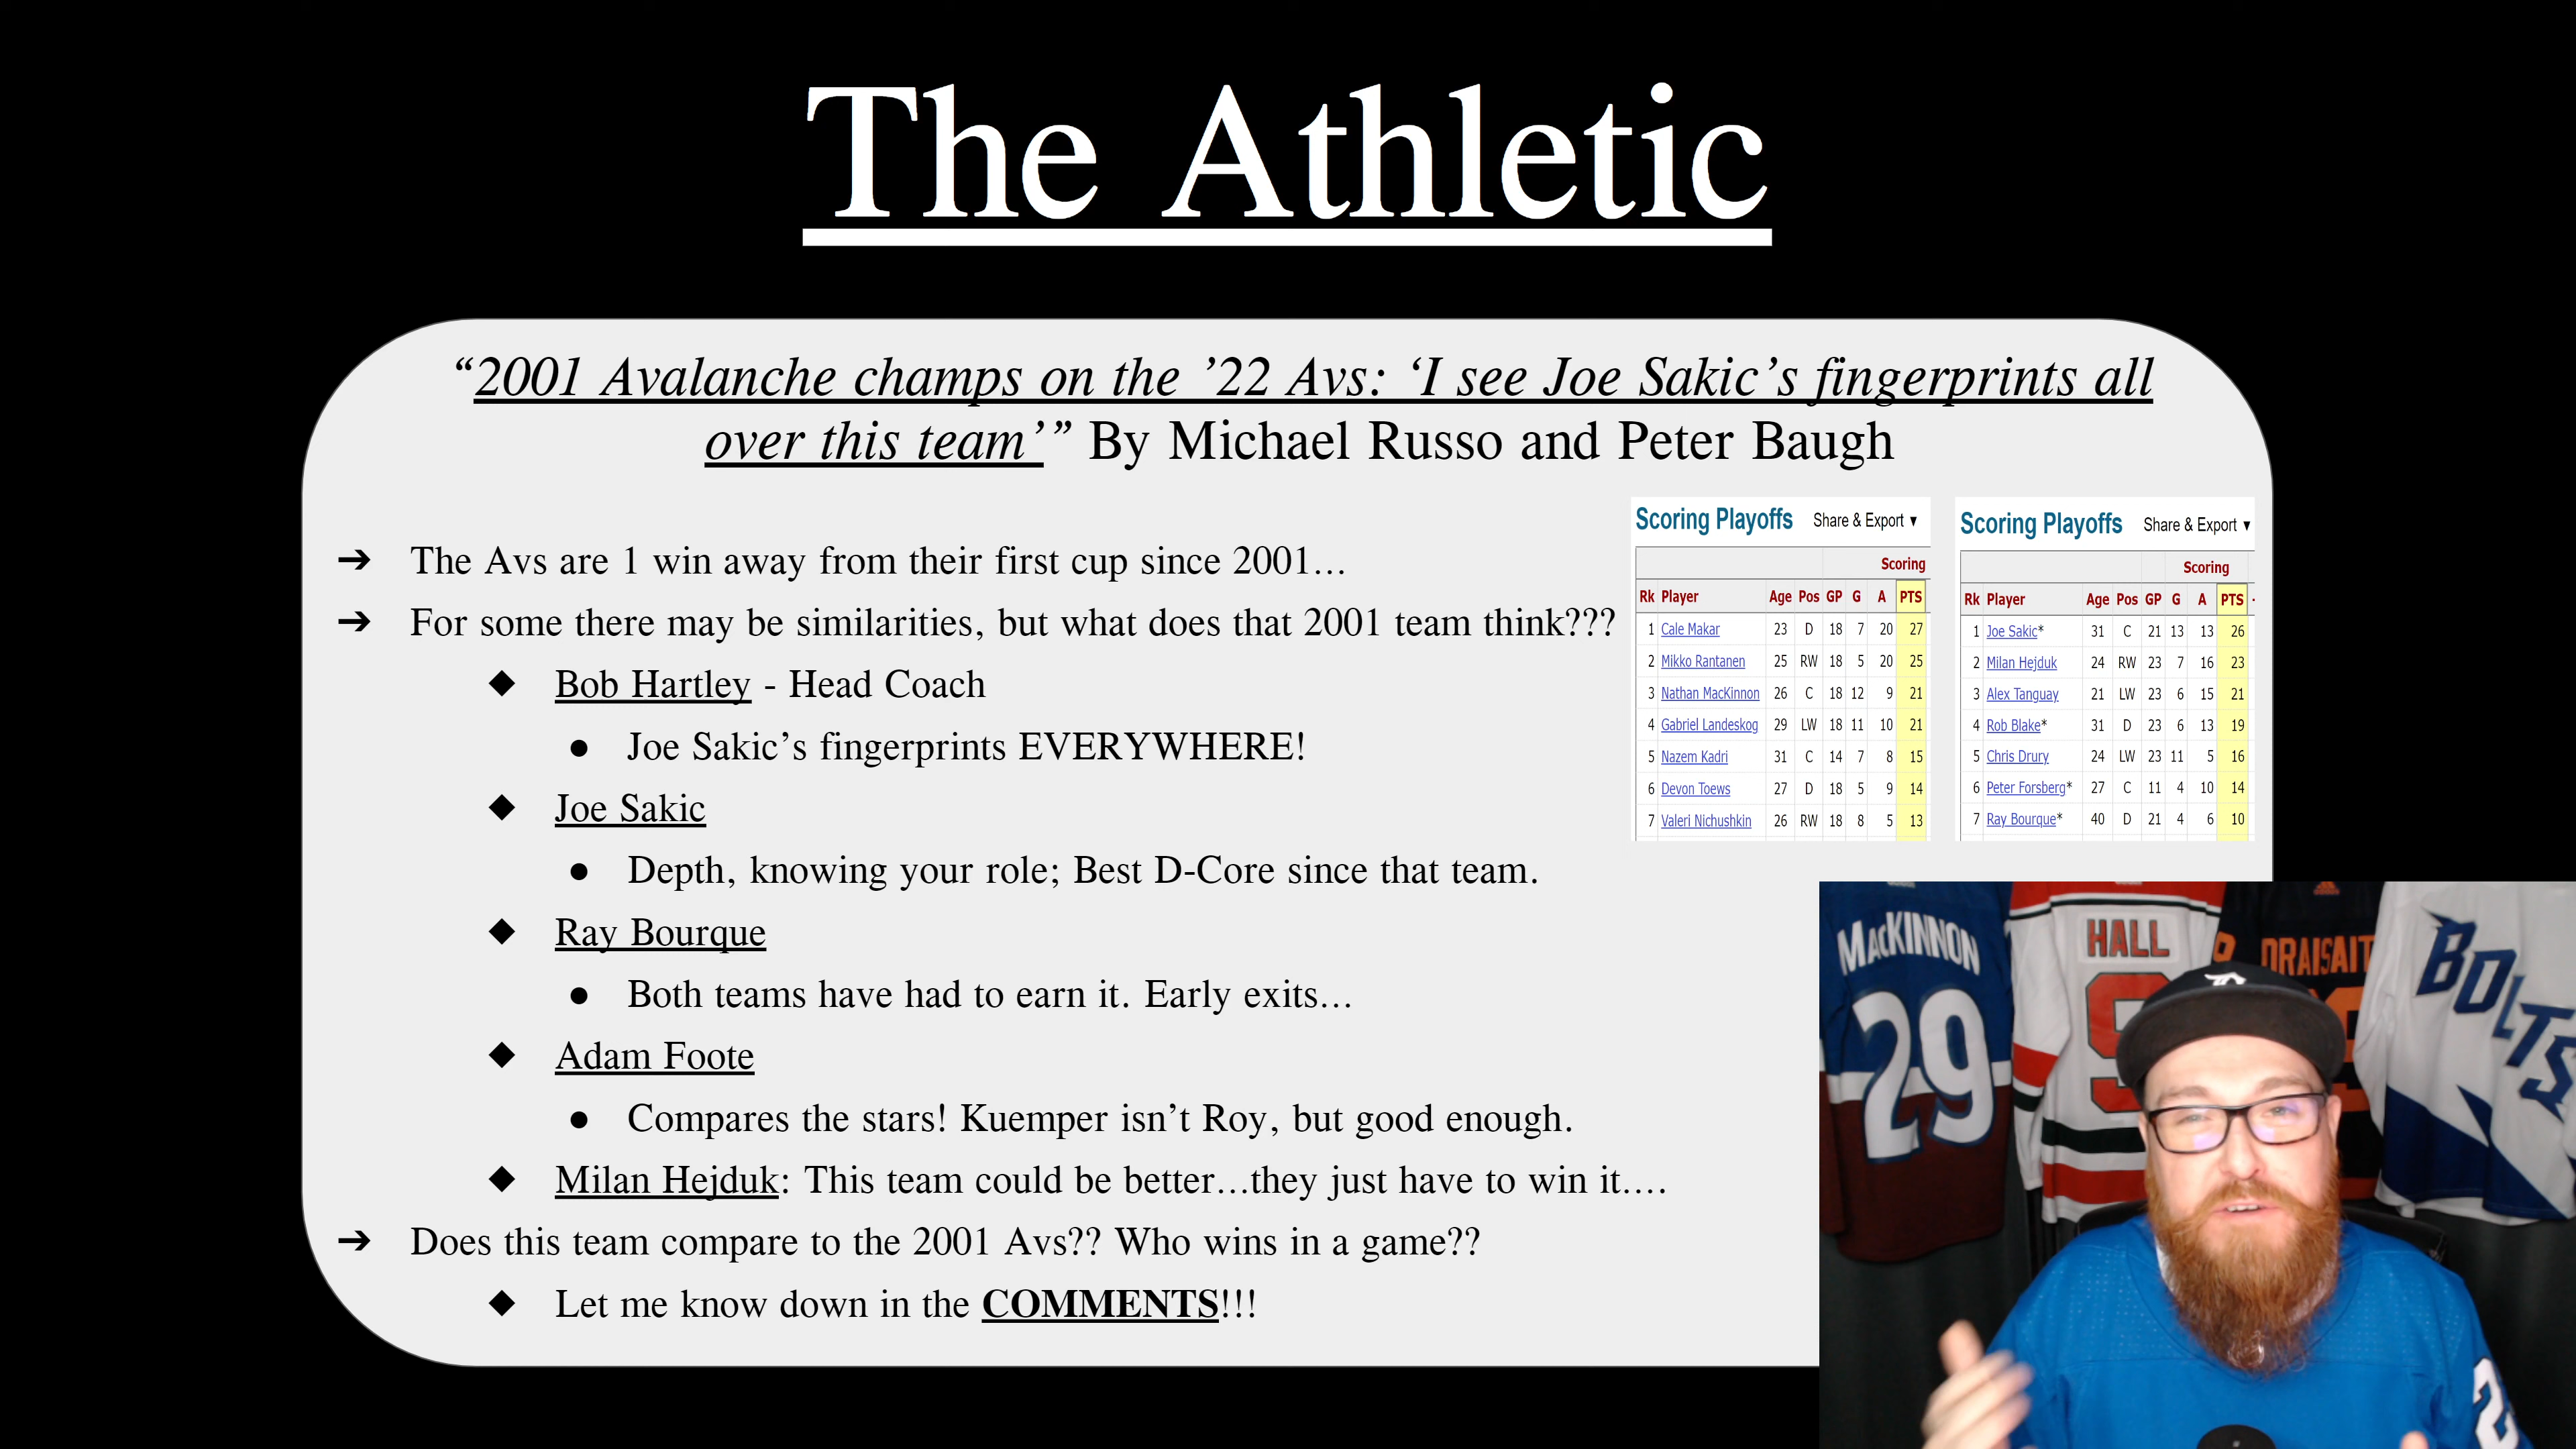 The Athletic
“2001 Avalanche champs on the ’22 Avs: ‘I see Joe Sakic’s fingerprints all
over this team’” By Michael Russo and Peter Baugh
➔ The Avs are 1 win away from their first cup since 2001...
➔ For some there may be similarities, but what does that 2001 team think???
◆ Bob Hartley - Head Coach
● Joe Sakic’s fingerprints EVERYWHERE!
◆ Joe Sakic
● Depth, knowing your role; Best D-Core since that team.
◆ Ray Bourque
● Both teams have had to earn it. Early exits...
◆ Adam Foote
● Compares the stars! Kuemper isn’t Roy, but good enough.
◆ Milan Hejduk: This team could be better...they just have to win it....
➔ Does this team compare to the 2001 Avs?? Who wins in a game??
◆ Let me know down in the COMMENTS!!!
Scoring Playoffs Share & Export ▼
Scoring
Rk Player Age Pos GP G A PTS
1 Cale Makar 23 D 18 7 20 27
2 Mikko Rantanen 25 RW 18 5 20 25
3 Nathan MacKinnon 26 C 18 12 9 21
4 Gabriel Landeskog 29 LW 18 11 10 21
5 Nazem Kadri 31 C 14 7 8 15
6 Devon Toews 27 D 18 5 9 14
7 Valeri Nichushkin 26 RW 18 8 5 13
Scoring Playoffs Share & Export ▼
Scoring
Rk Player Age Pos GP G A PTS
1 Joe Sakic* 31 C 21 13 13 26
2 Milan Hejduk 24 RW 23 7 16 23
3 Alex Tanguay 21 LW 23 6 15 21
4 Rob Blake* 31 D 23 6 13 19
5 Chris Drury 24 LW 23 11 5 16
6 Peter Forsberg* 27 C 11 4 10 14
7 Ray Bourque* 40 D 21 4 6 10
MACKINNON
29
HALL
DRAISAIT
BOLTS